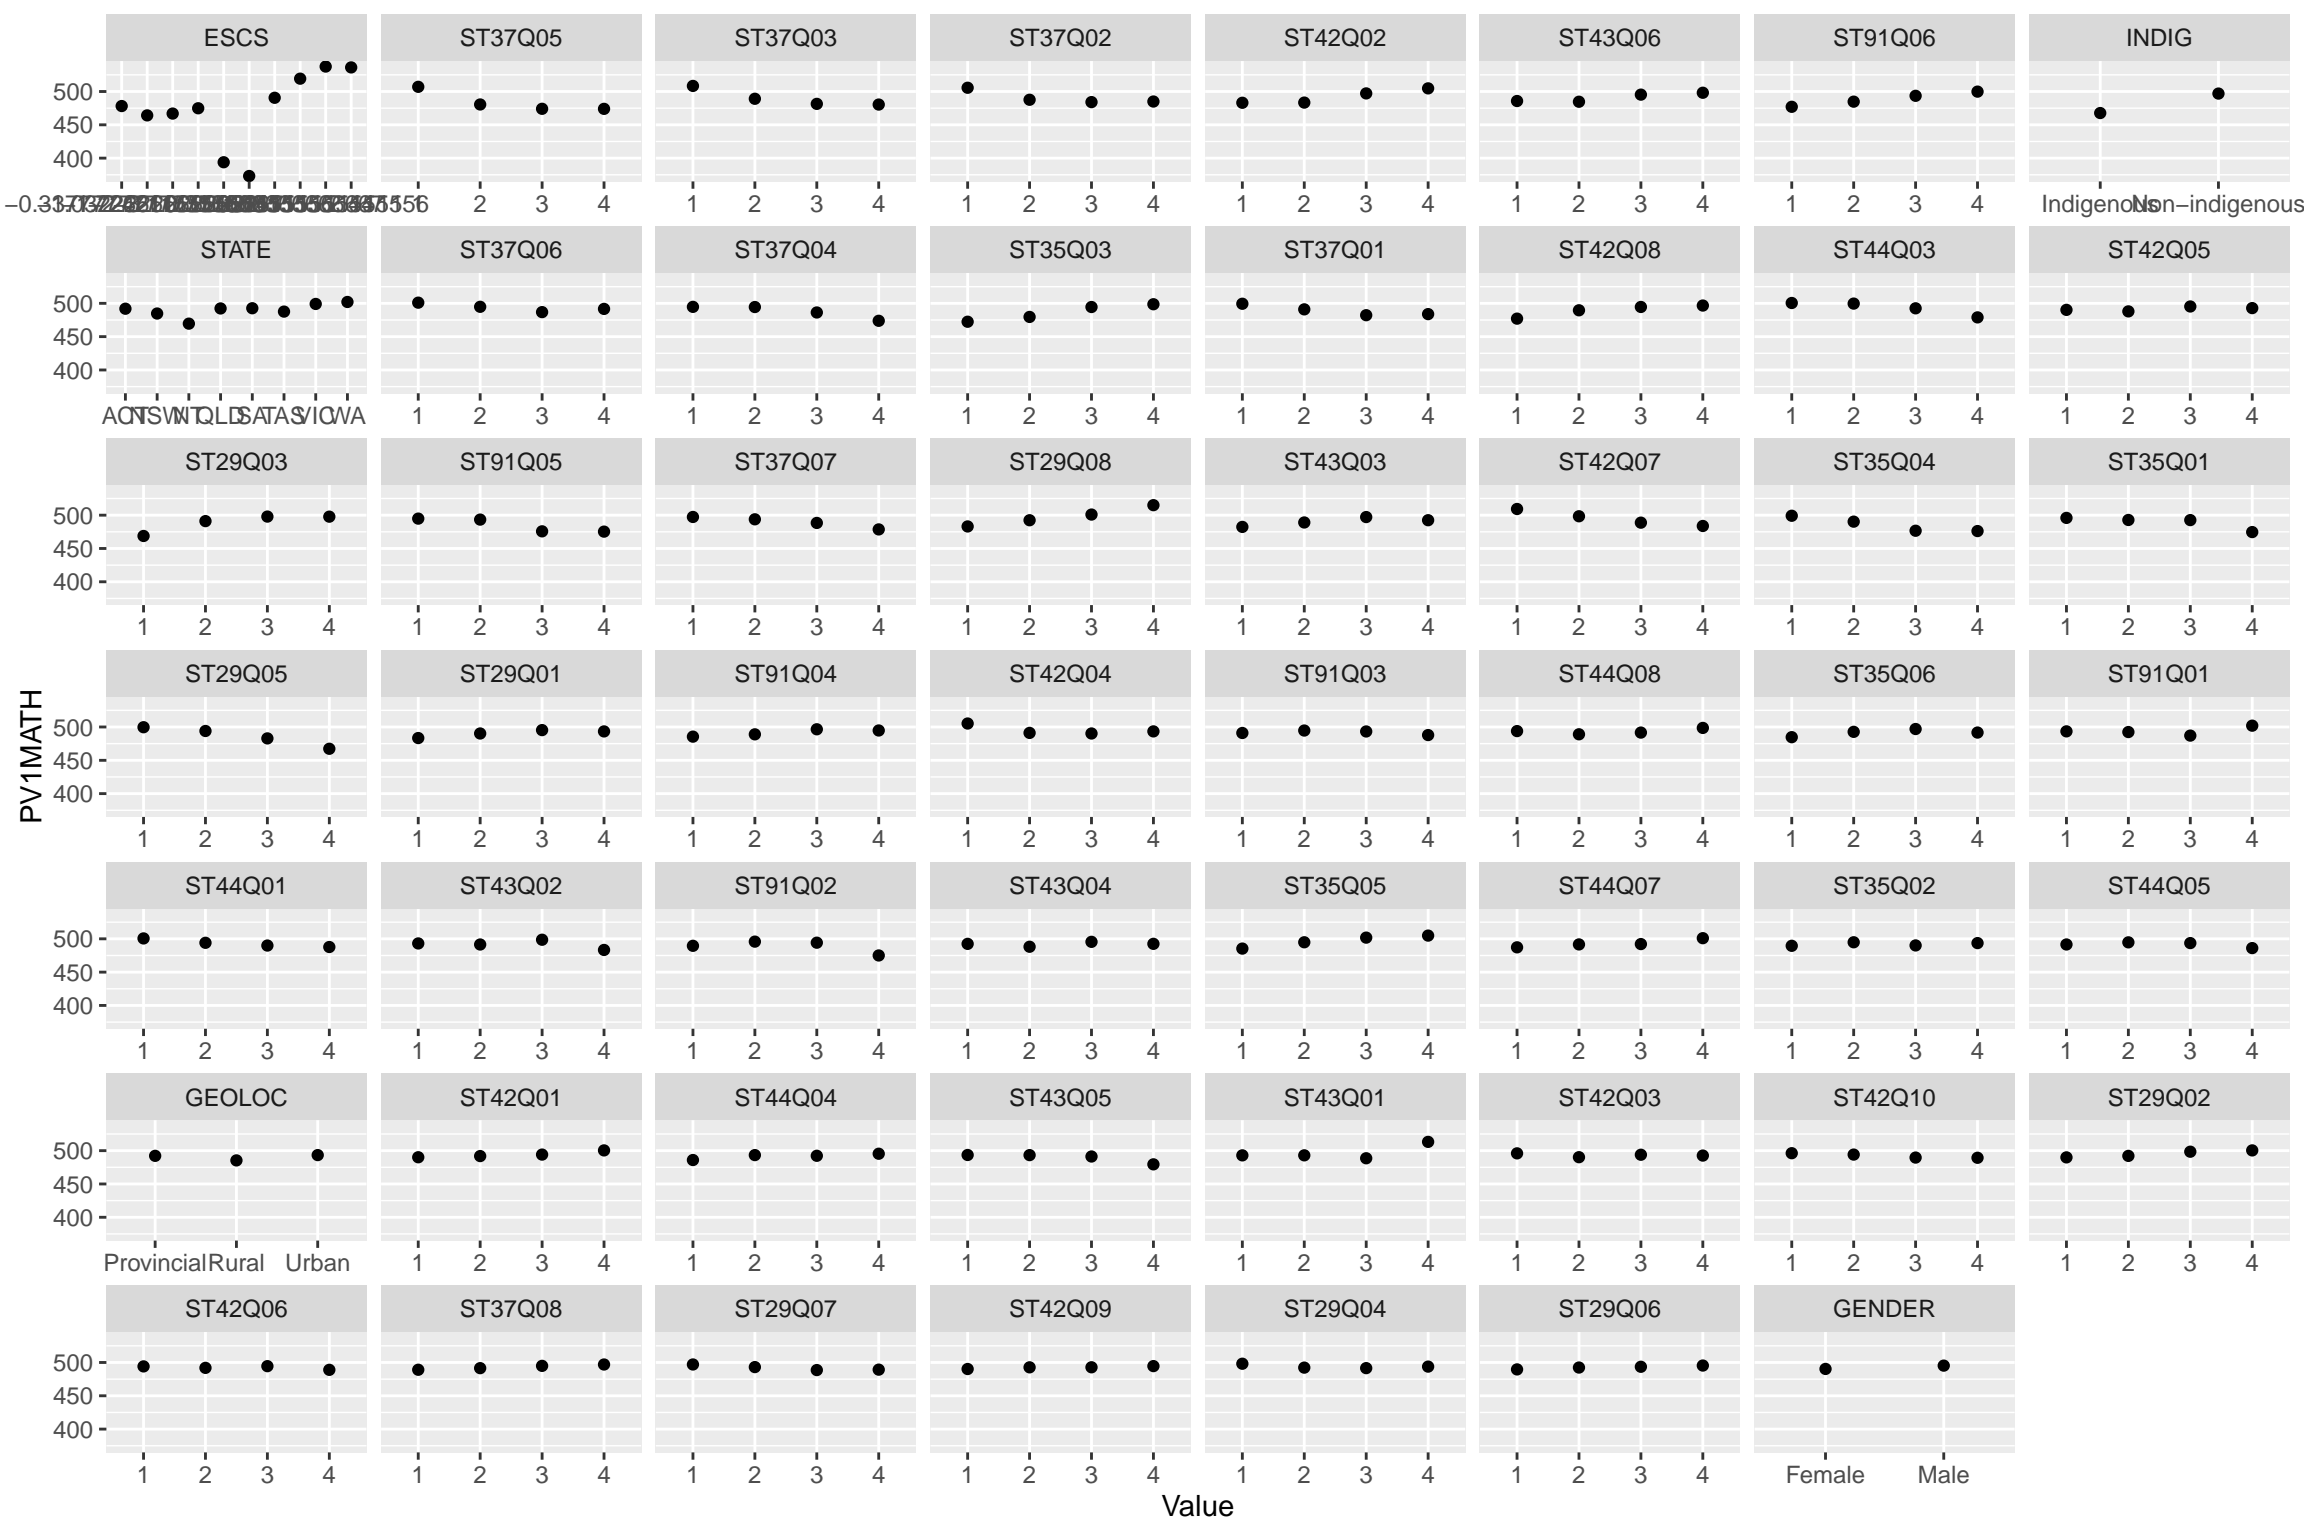 ESCS ST37Q05 ST37Q03 ST37Q02 ST42Q02 ST43Q06 ST91Q06 INDIG
500
450
400
1 2 3 4 1 2 3 4 1 2 3 4 1 2 3 4 1 2 3 4 1 2 3 4 Indigenous Non−indigenous
STATE ST37Q06 ST37Q04 ST35Q03 ST37Q01 ST42Q08 ST44Q03 ST42Q05
500
450
400
ACT NSW NT QLD SA TAS VIC WA 1 2 3 4 1 2 3 4 1 2 3 4 1 2 3 4 1 2 3 4 1 2 3 4 1 2 3 4
ST29Q03 ST91Q05 ST37Q07 ST29Q08 ST43Q03 ST42Q07 ST35Q04 ST35Q01
500
450
400
1 2 3 4 1 2 3 4 1 2 3 4 1 2 3 4 1 2 3 4 1 2 3 4 1 2 3 4 1 2 3 4
PV1MATH
ST29Q05 ST29Q01 ST91Q04 ST42Q04 ST91Q03 ST44Q08 ST35Q06 ST91Q01
500
450
400
1 2 3 4 1 2 3 4 1 2 3 4 1 2 3 4 1 2 3 4 1 2 3 4 1 2 3 4 1 2 3 4
ST44Q01 ST43Q02 ST91Q02 ST43Q04 ST35Q05 ST44Q07 ST35Q02 ST44Q05
500
450
400
1 2 3 4 1 2 3 4 1 2 3 4 1 2 3 4 1 2 3 4 1 2 3 4 1 2 3 4 1 2 3 4
GEOLOC ST42Q01 ST44Q04 ST43Q05 ST43Q01 ST42Q03 ST42Q10 ST29Q02
500
450
400
Provincial Rural Urban 1 2 3 4 1 2 3 4 1 2 3 4 1 2 3 4 1 2 3 4 1 2 3 4 1 2 3 4
ST42Q06 ST37Q08 ST29Q07 ST42Q09 ST29Q04 ST29Q06 GENDER
500
450
400
1 2 3 4 1 2 3 4 1 2 3 4 1 2 3 4 1 2 3 4 1 2 3 4 Female Male
Value